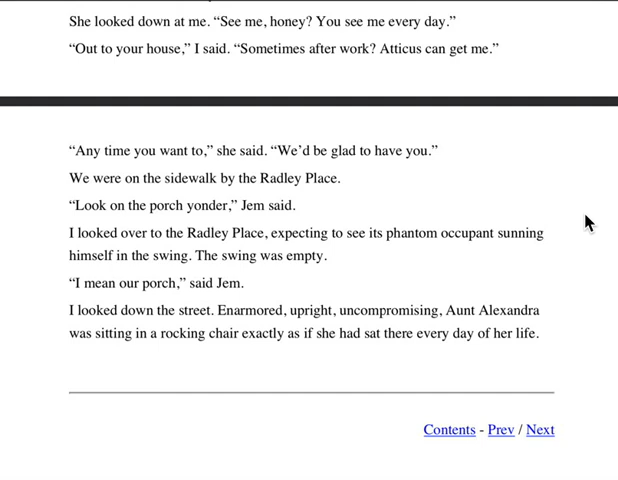 She looked down at me. “See me, honey? You see me every day.”
“Out to your house,” I said. “Sometimes after work? Atticus can get me.”
“Any time you want to,” she said. “We’d be glad to have you.”
We were on the sidewalk by the Radley Place.
“Look on the porch yonder,” Jem said.
I looked over to the Radley Place, expecting to see its phantom occupant sunning
himself in the swing. The swing was empty.
“I mean our porch,” said Jem.
I looked down the street. Enarmored, upright, uncompromising, Aunt Alexandra
was sitting in a rocking chair exactly as if she had sat there every day of her life.
Contents - Prev / Next